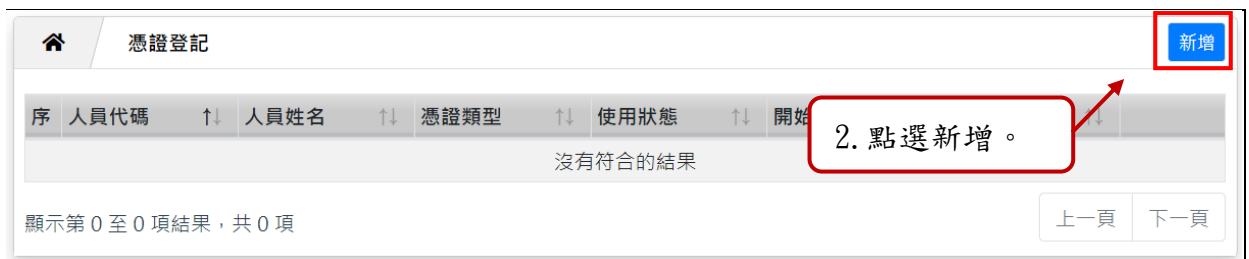 憑證登記 新增
序 人員代碼 ↑↓ 人員姓名 ↑↓ 憑證類型 ↑↓ 使用狀態 ↑↓ 開始
2.點選新增。
沒有符合的結果
顯示第 0 至 0 項結果，共 0 項 上一頁 下一頁